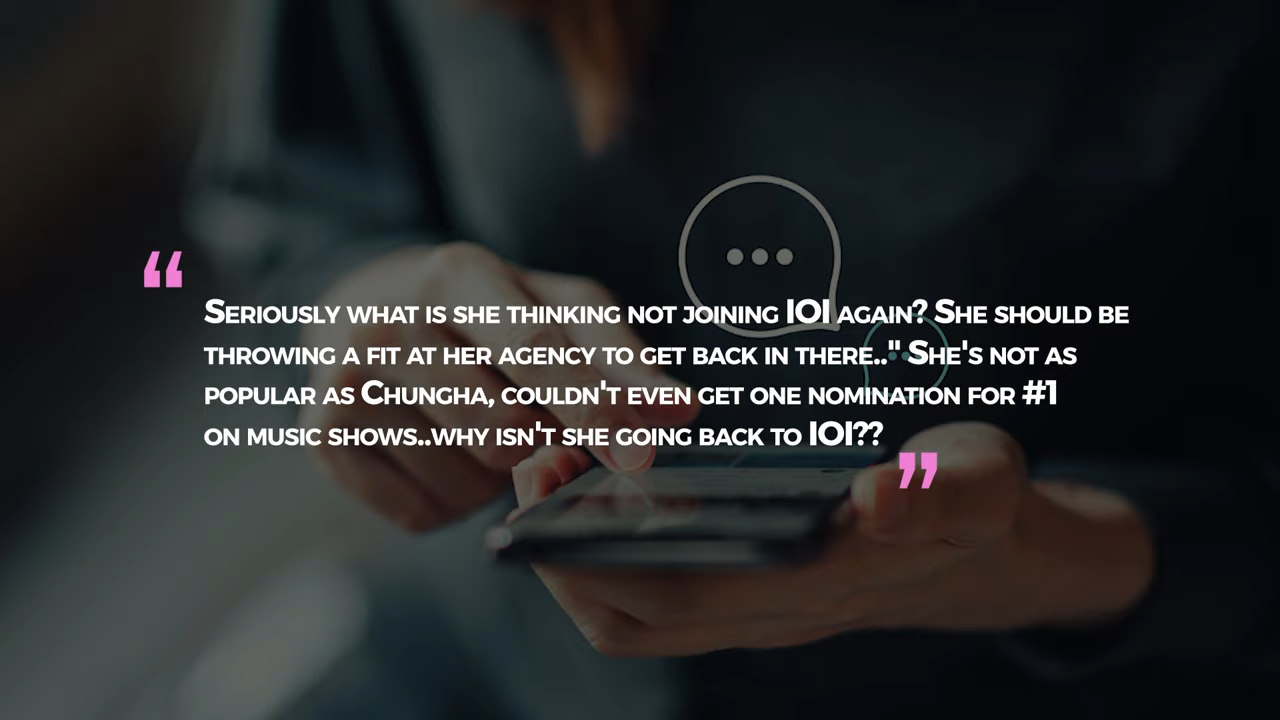 “
Seriously what is she thinking not joining IOI again? She should be
throwing a fit at her agency to get back in there.." She's not as
popular as Chungha, couldn't even get one nomination for #1
on music shows..why isn't she going back to IOI??
”